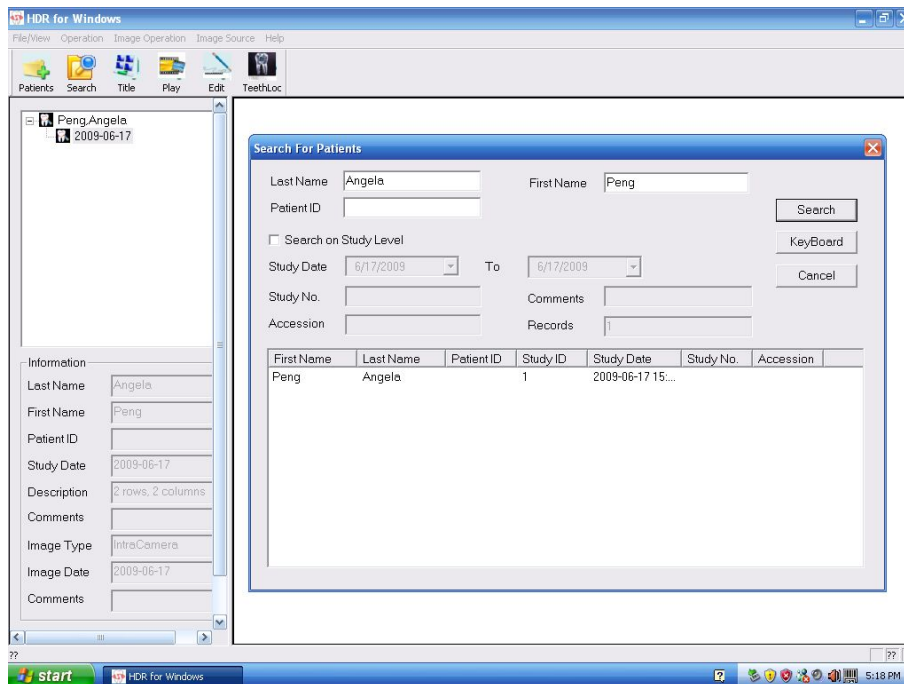 HDR for Windows
File/View Operation Image Operation Image Source Help
Patients Search Title Play Edit TeethLoc
Peng,Angela
2009-06-17
Information
Last Name Angela
First Name Peng
Patient ID
Study Date 2009-06-17
Description 2 rows, 2 columns
Comments
Image Type IntraCamera
Image Date 2009-06-17
Comments
Search For Patients
Last Name Angela First Name Peng
Patient ID
Search
Search on Study Level
KeyBoard
Study Date 6/17/2009 To 6/17/2009
Cancel
Study No. Comments
Accession Records 1
First Name Last Name Patient ID Study ID Study Date Study No. Accession
Peng Angela 1 2009-06-17 15:...
?? ??
start HDR for Windows 5:18 PM